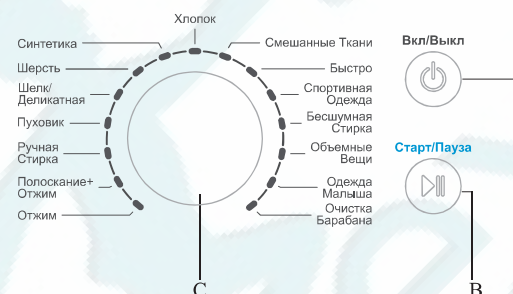 Хлопок
Синтетика
Шерсть
Шелк/
Деликатная
Пуховик
Ручная
Стирка
Полоскание+
Отжим
Отжим
Смешанные Ткани
Быстро
Спортивная
Одежда
Бесшумная
Стирка
Объемные
Вещи
Одежда
Малыша
Очистка
Барабана
Вкл/Выкл
Старт/Пауза
C
B